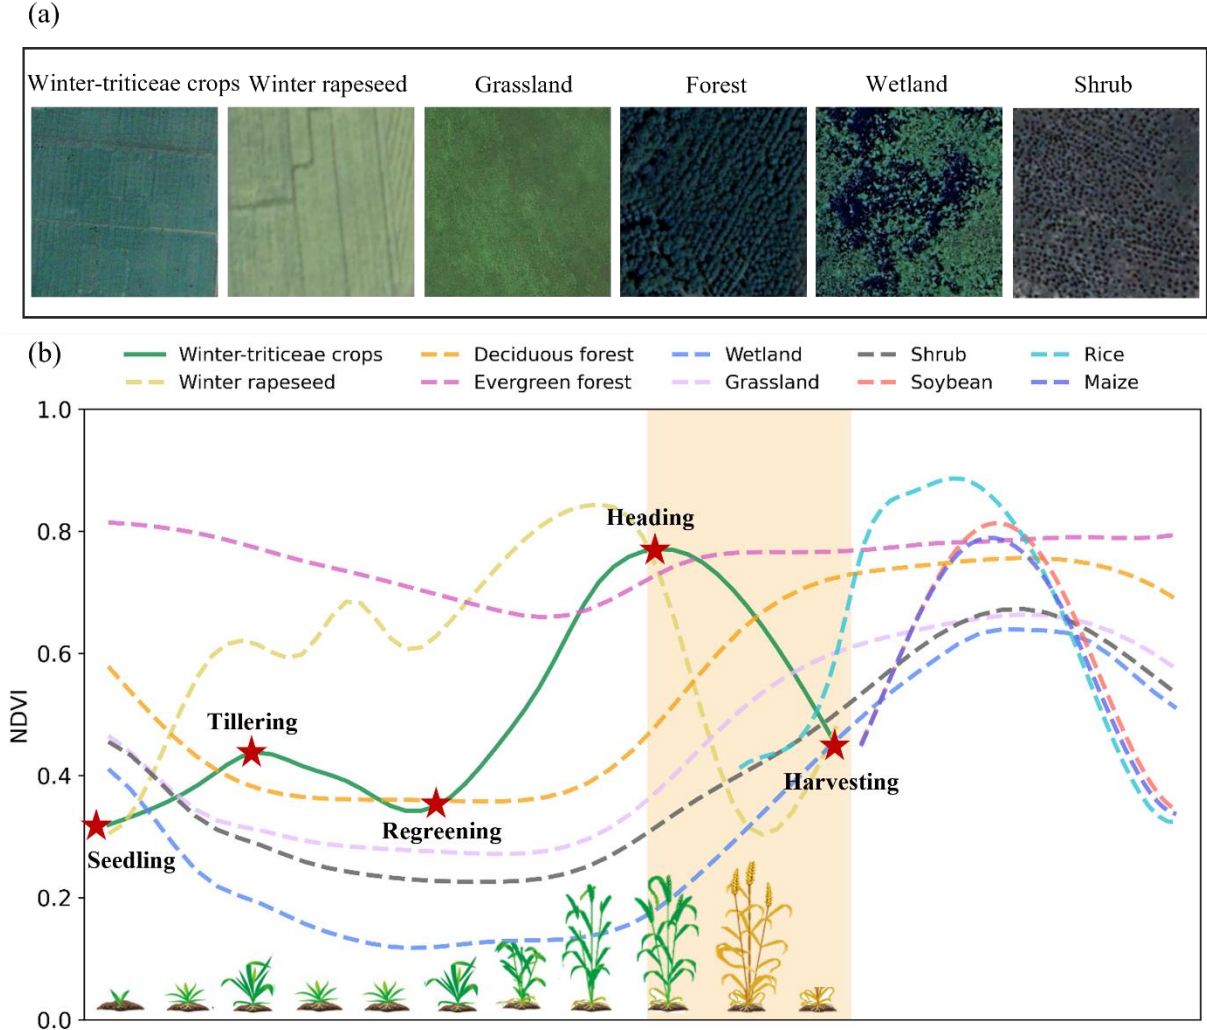 (a)
Winter-triticeae crops Winter rapeseed Grassland Forest Wetland Shrub
(b)
Winter-triticeae crops Deciduous forest Wetland Shrub Rice
Winter rapeseed Evergreen forest Grassland Soybean Maize
1.0
0.8
0.6
0.4
0.2
0.0
NDVI
Heading
Tillering
Harvesting
Regreening
Seedling